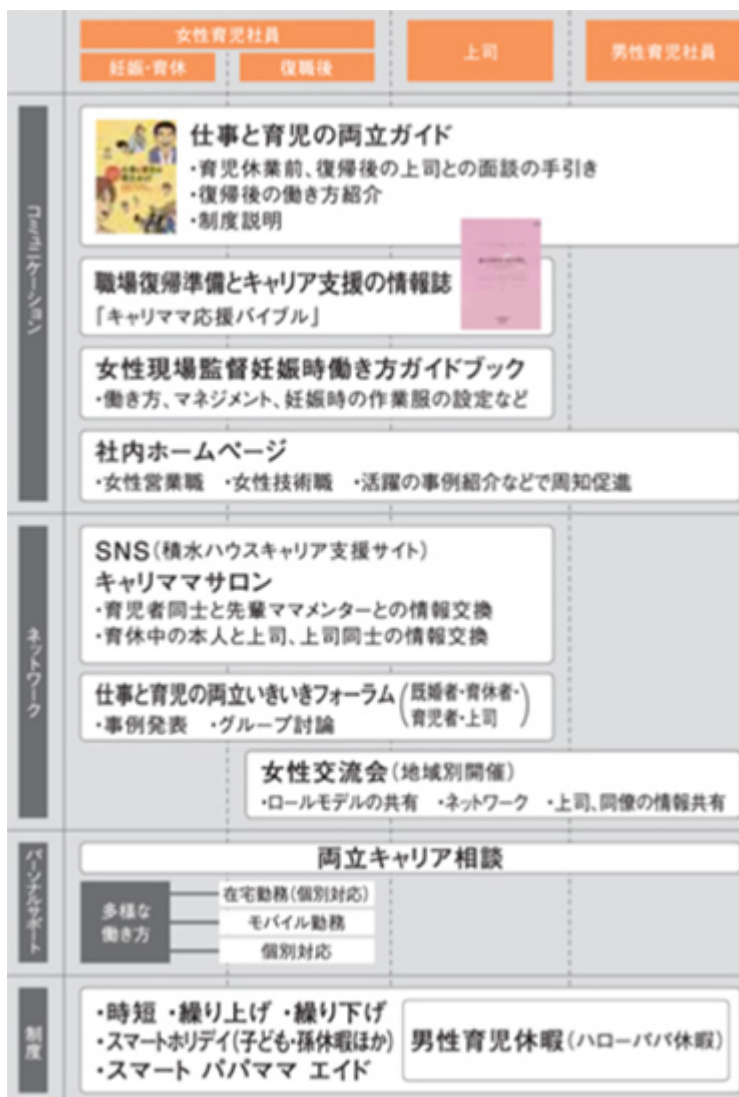 女性育児社員
妊娠・育休
復職後
上司
男性育児社員
コミュニケーション
仕事と育児の両立ガイド
・育児休業前、復帰後の上司との面談の手引き
・復帰後の働き方紹介
・制度説明
職場復帰準備とキャリア支援の情報誌
「キャリママ応援バイブル」
女性現場監督妊娠時働き方ガイドブック
・働き方、マネジメント、妊娠時の作業服の設定など
社内ホームページ
・女性営業職 ・女性技術職 ・活躍の事例紹介などで周知促進
ネットワーク
SNS(積水ハウスキャリア支援サイト)
キャリママサロン
・育児者同士と先輩ママメンターとの情報交換
・育休中の本人と上司、上司同士の情報交換
仕事と育児の両立いきいきフォーラム(既婚者・育休者・
育児者・上司)
・事例発表 ・グループ討論
女性交流会(地域別開催)
・ロールモデルの共有 ・ネットワーク ・上司、同僚の情報共有
パーソナルサポート
両立キャリア相談
多様な
働き方
在宅勤務(個別対応)
モバイル勤務
個別対応
制度
・時短 ・繰り上げ ・繰り下げ
・スマートホリデイ(子ども・孫休暇ほか)
・スマート パパママ エイド
男性育児休暇(ハローパパ休暇)